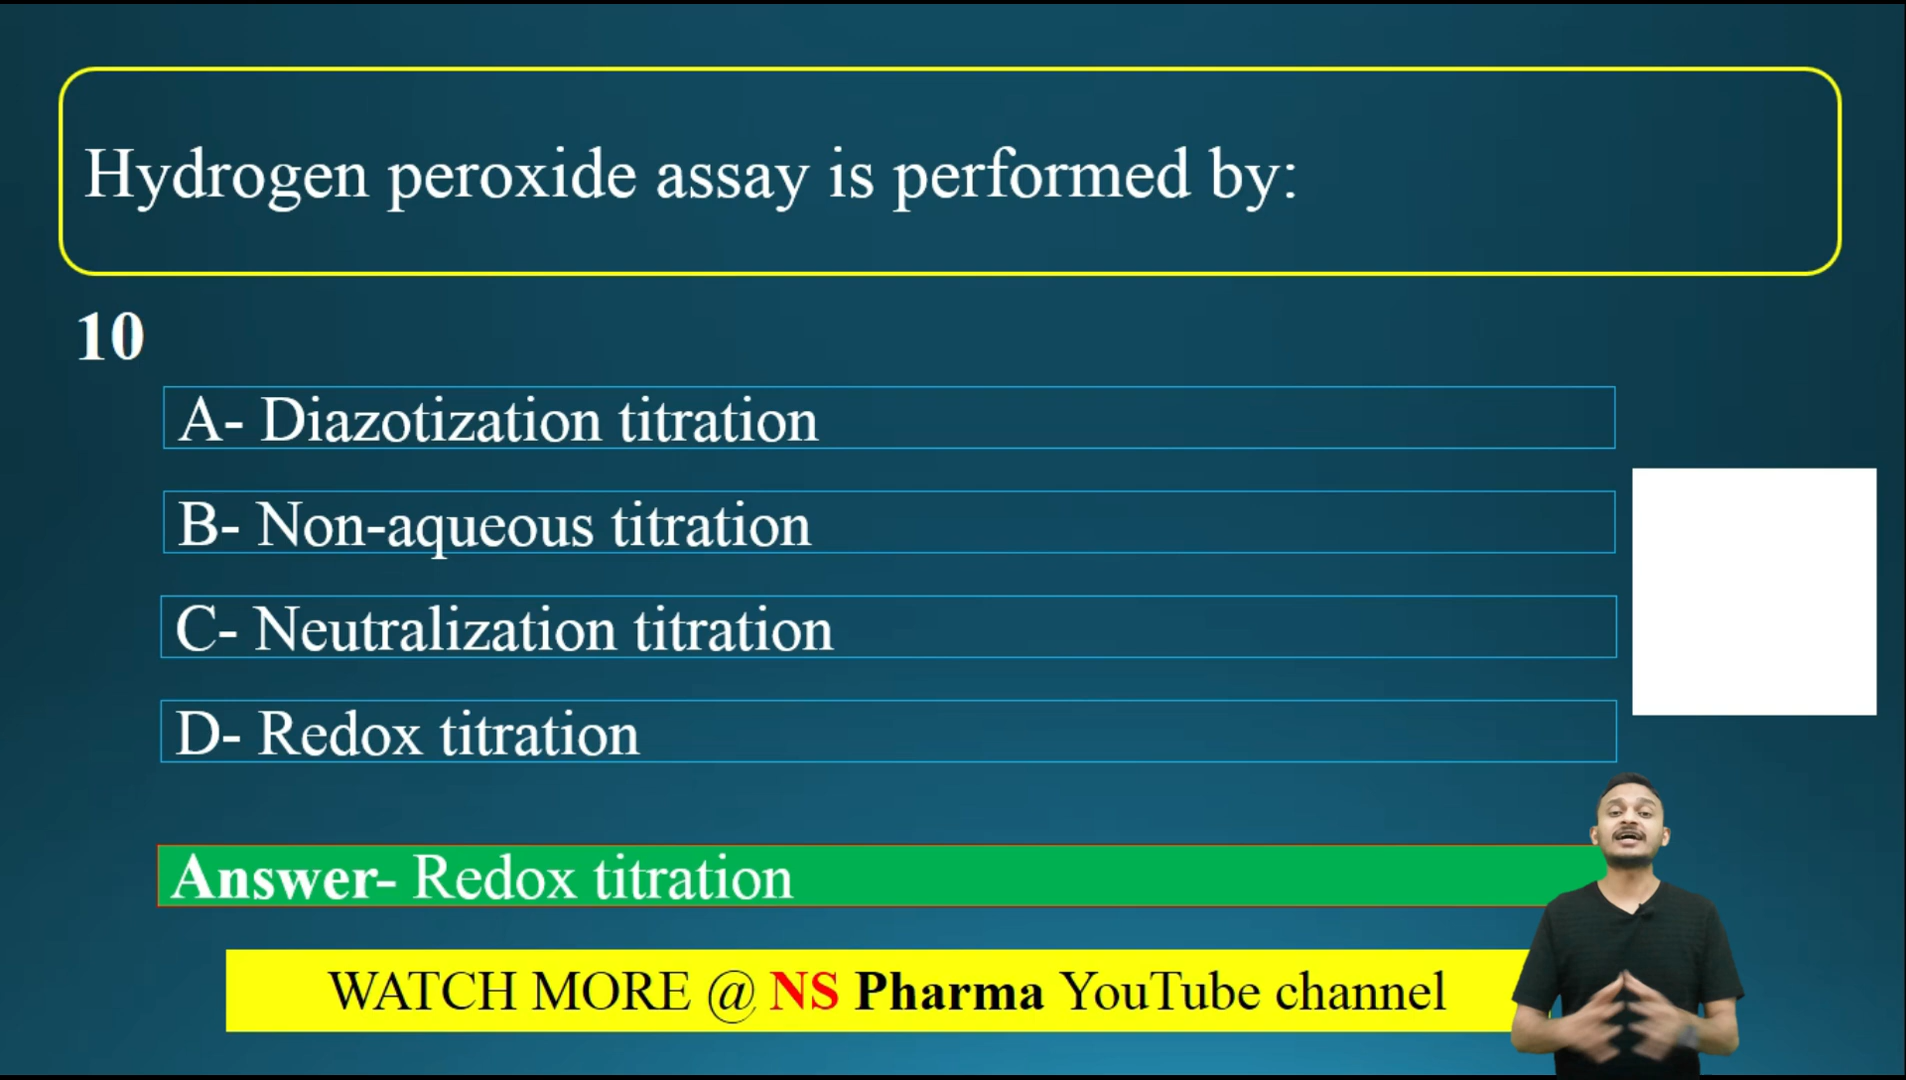 Hydrogen peroxide assay is performed by:
10
A- Diazotization titration
B- Non-aqueous titration
C- Neutralization titration
D- Redox titration
Answer- Redox titration
WATCH MORE @ NS Pharma YouTube channel